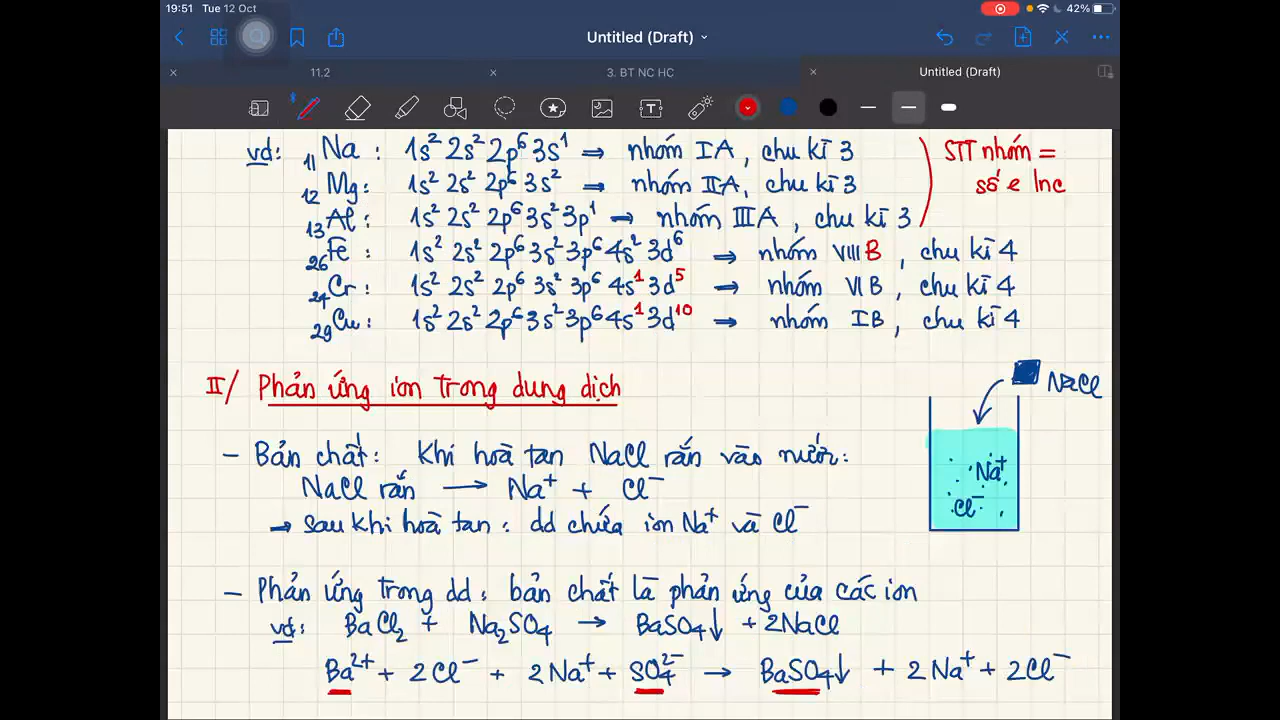 19:51 Tue 12 Oct 42%
Untitled (Draft)
11.2 3. BT NC HC Untitled (Draft)
vd: ₁₁Na : 1s² 2s² 2p⁶ 3s¹ ⇒ nhóm IA, chu kì 3
₁₂Mg: 1s² 2s² 2p⁶ 3s² → nhóm IIA, chu kì 3
₁₃Al: 1s² 2s² 2p⁶ 3s² 3p¹ → nhóm IIIA, chu kì 3
STT nhóm =
số e lnc
₂₆Fe : 1s² 2s² 2p⁶ 3s² 3p⁶ 4s² 3d⁶ ⇒ nhóm VIIIB, chu kì 4
₂₄Cr : 1s² 2s² 2p⁶ 3s² 3p⁶ 4s¹ 3d⁵ → nhóm VIB, chu kì 4
₂₉Cu : 1s² 2s² 2p⁶ 3s² 3p⁶ 4s¹ 3d¹⁰ ⇒ nhóm IB, chu kì 4
II/ Phản ứng ion trong dung dịch
NaCl
- Bản chất: Khi hoà tan NaCl rắn vào nước:
NaCl rắn → Na⁺ + Cl⁻
→ sau khi hoà tan : dd chứa ion Na⁺ và Cl⁻
Na⁺
Cl⁻
- Phản ứng trong dd : bản chất là phản ứng của các ion
vd: BaCl₂ + Na₂SO₄ → BaSO₄↓ + 2NaCl
Ba²⁺ + 2Cl⁻ + 2Na⁺ + SO₄²⁻ → BaSO₄↓ + 2Na⁺ + 2Cl⁻